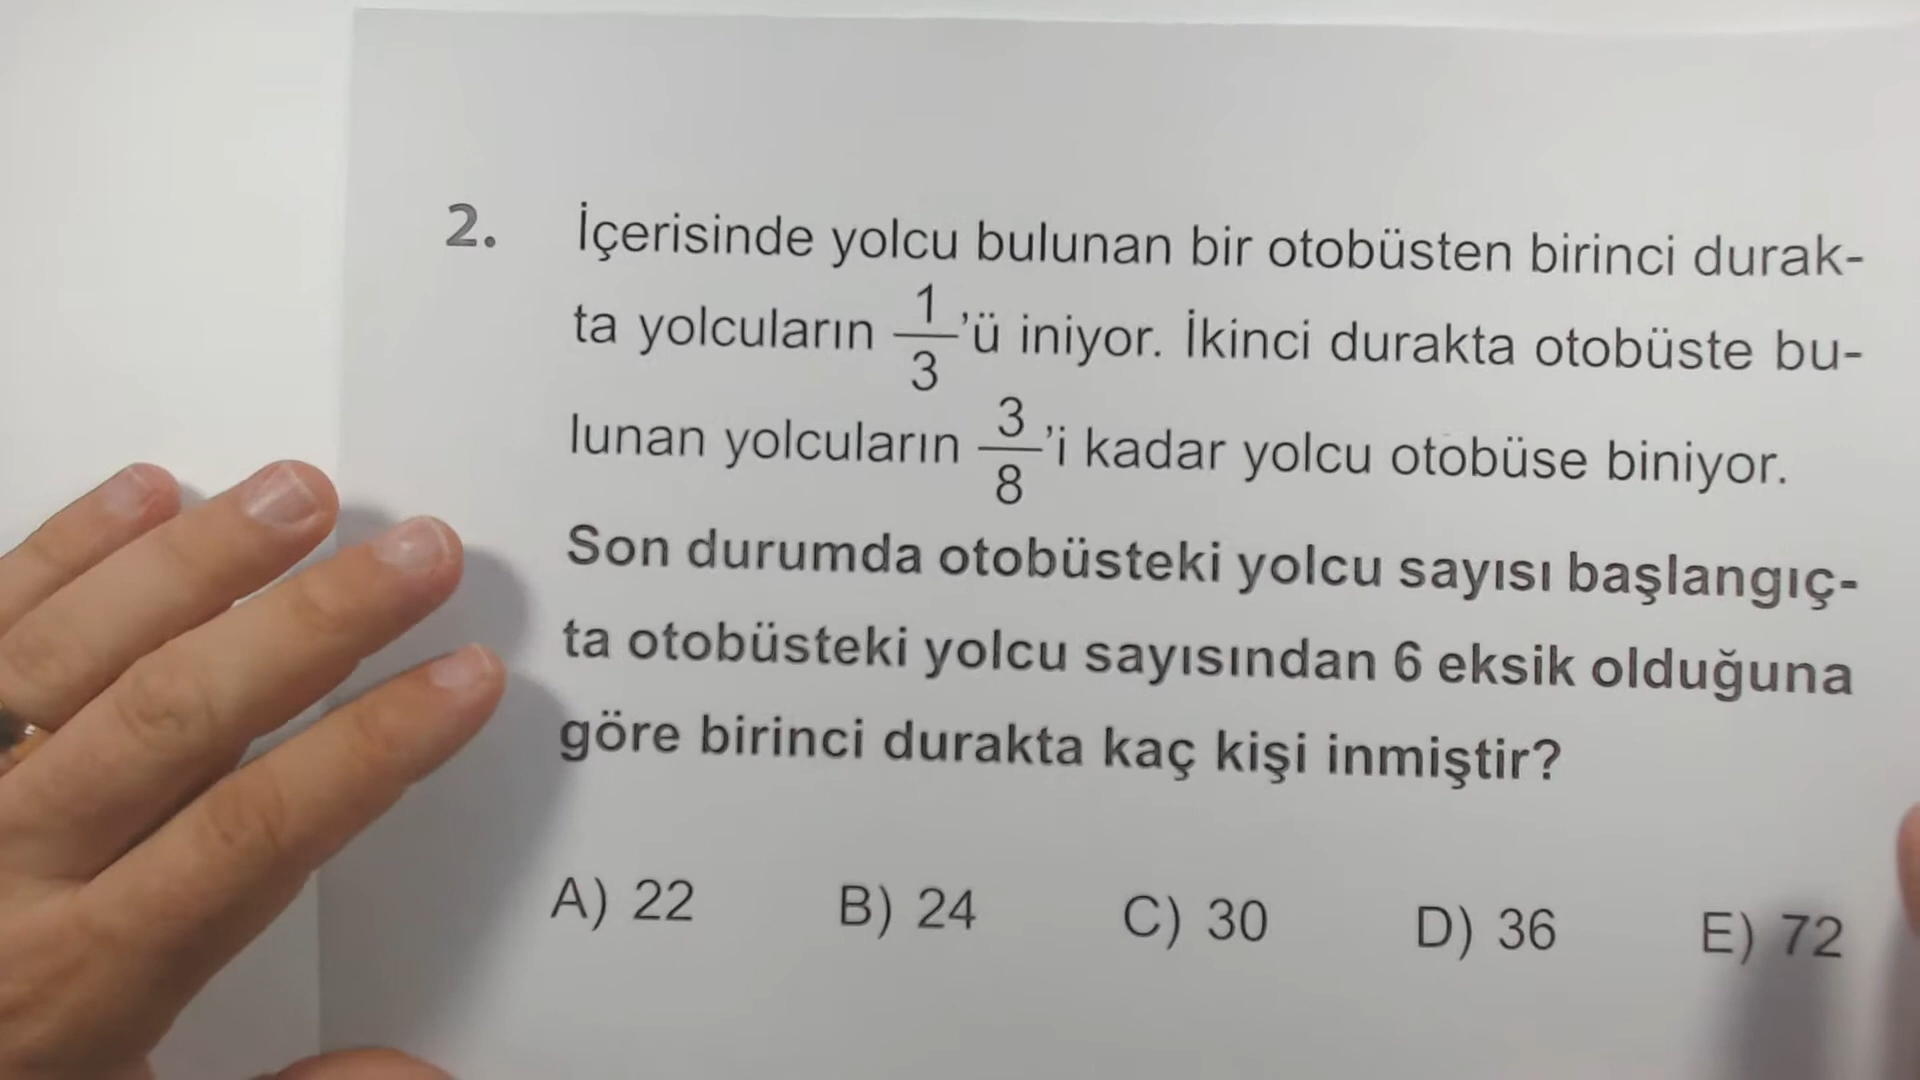 2. İçerisinde yolcu bulunan bir otobüsten birinci durak-
ta yolcuların 1/3'ü iniyor. İkinci durakta otobüste bu-
lunan yolcuların 3/8'i kadar yolcu otobüse biniyor.
Son durumda otobüsteki yolcu sayısı başlangıç-
ta otobüsteki yolcu sayısından 6 eksik olduğuna
göre birinci durakta kaç kişi inmiştir?
A) 22 B) 24 C) 30 D) 36 E) 72